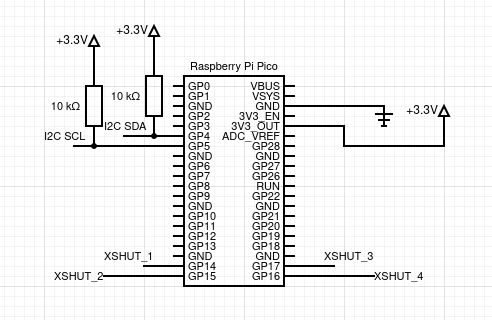 +3.3V
+3.3V
Raspberry Pi Pico
10 kΩ
10 kΩ
+3.3V
I2C SDA
I2C SCL
GP0 VBUS
GP1 VSYS
GND GND
GP2 3V3_EN
GP3 3V3_OUT
GP4 ADC_VREF
GP5 GP28
GND GND
GP6 GP27
GP7 GP26
GP8 RUN
GP9 GP22
GND GND
GP10 GP21
GP11 GP20
GP12 GP19
GP13 GP18
GND GND
GP14 GP17
GP15 GP16
XSHUT_1
XSHUT_2
XSHUT_3
XSHUT_4